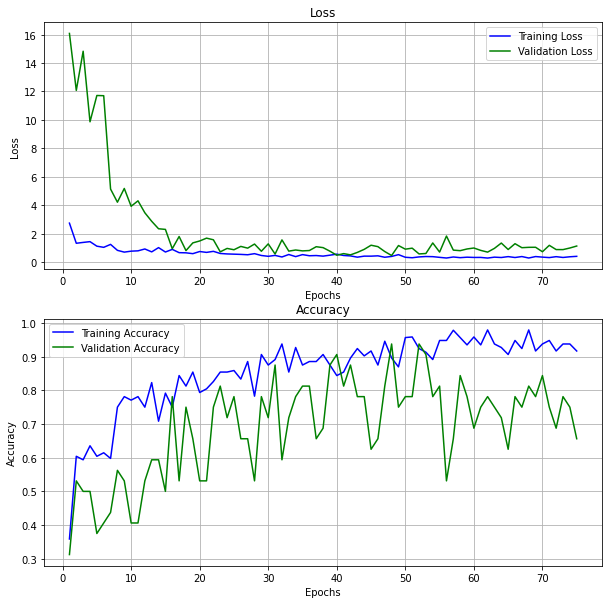 Loss
16
14
12
10
8
6
4
2
0
Loss
Training Loss
Validation Loss
0 10 20 30 40 50 60 70
Epochs
Accuracy
1.0
0.9
0.8
0.7
0.6
0.5
0.4
0.3
Accuracy
Training Accuracy
Validation Accuracy
0 10 20 30 40 50 60 70
Epochs